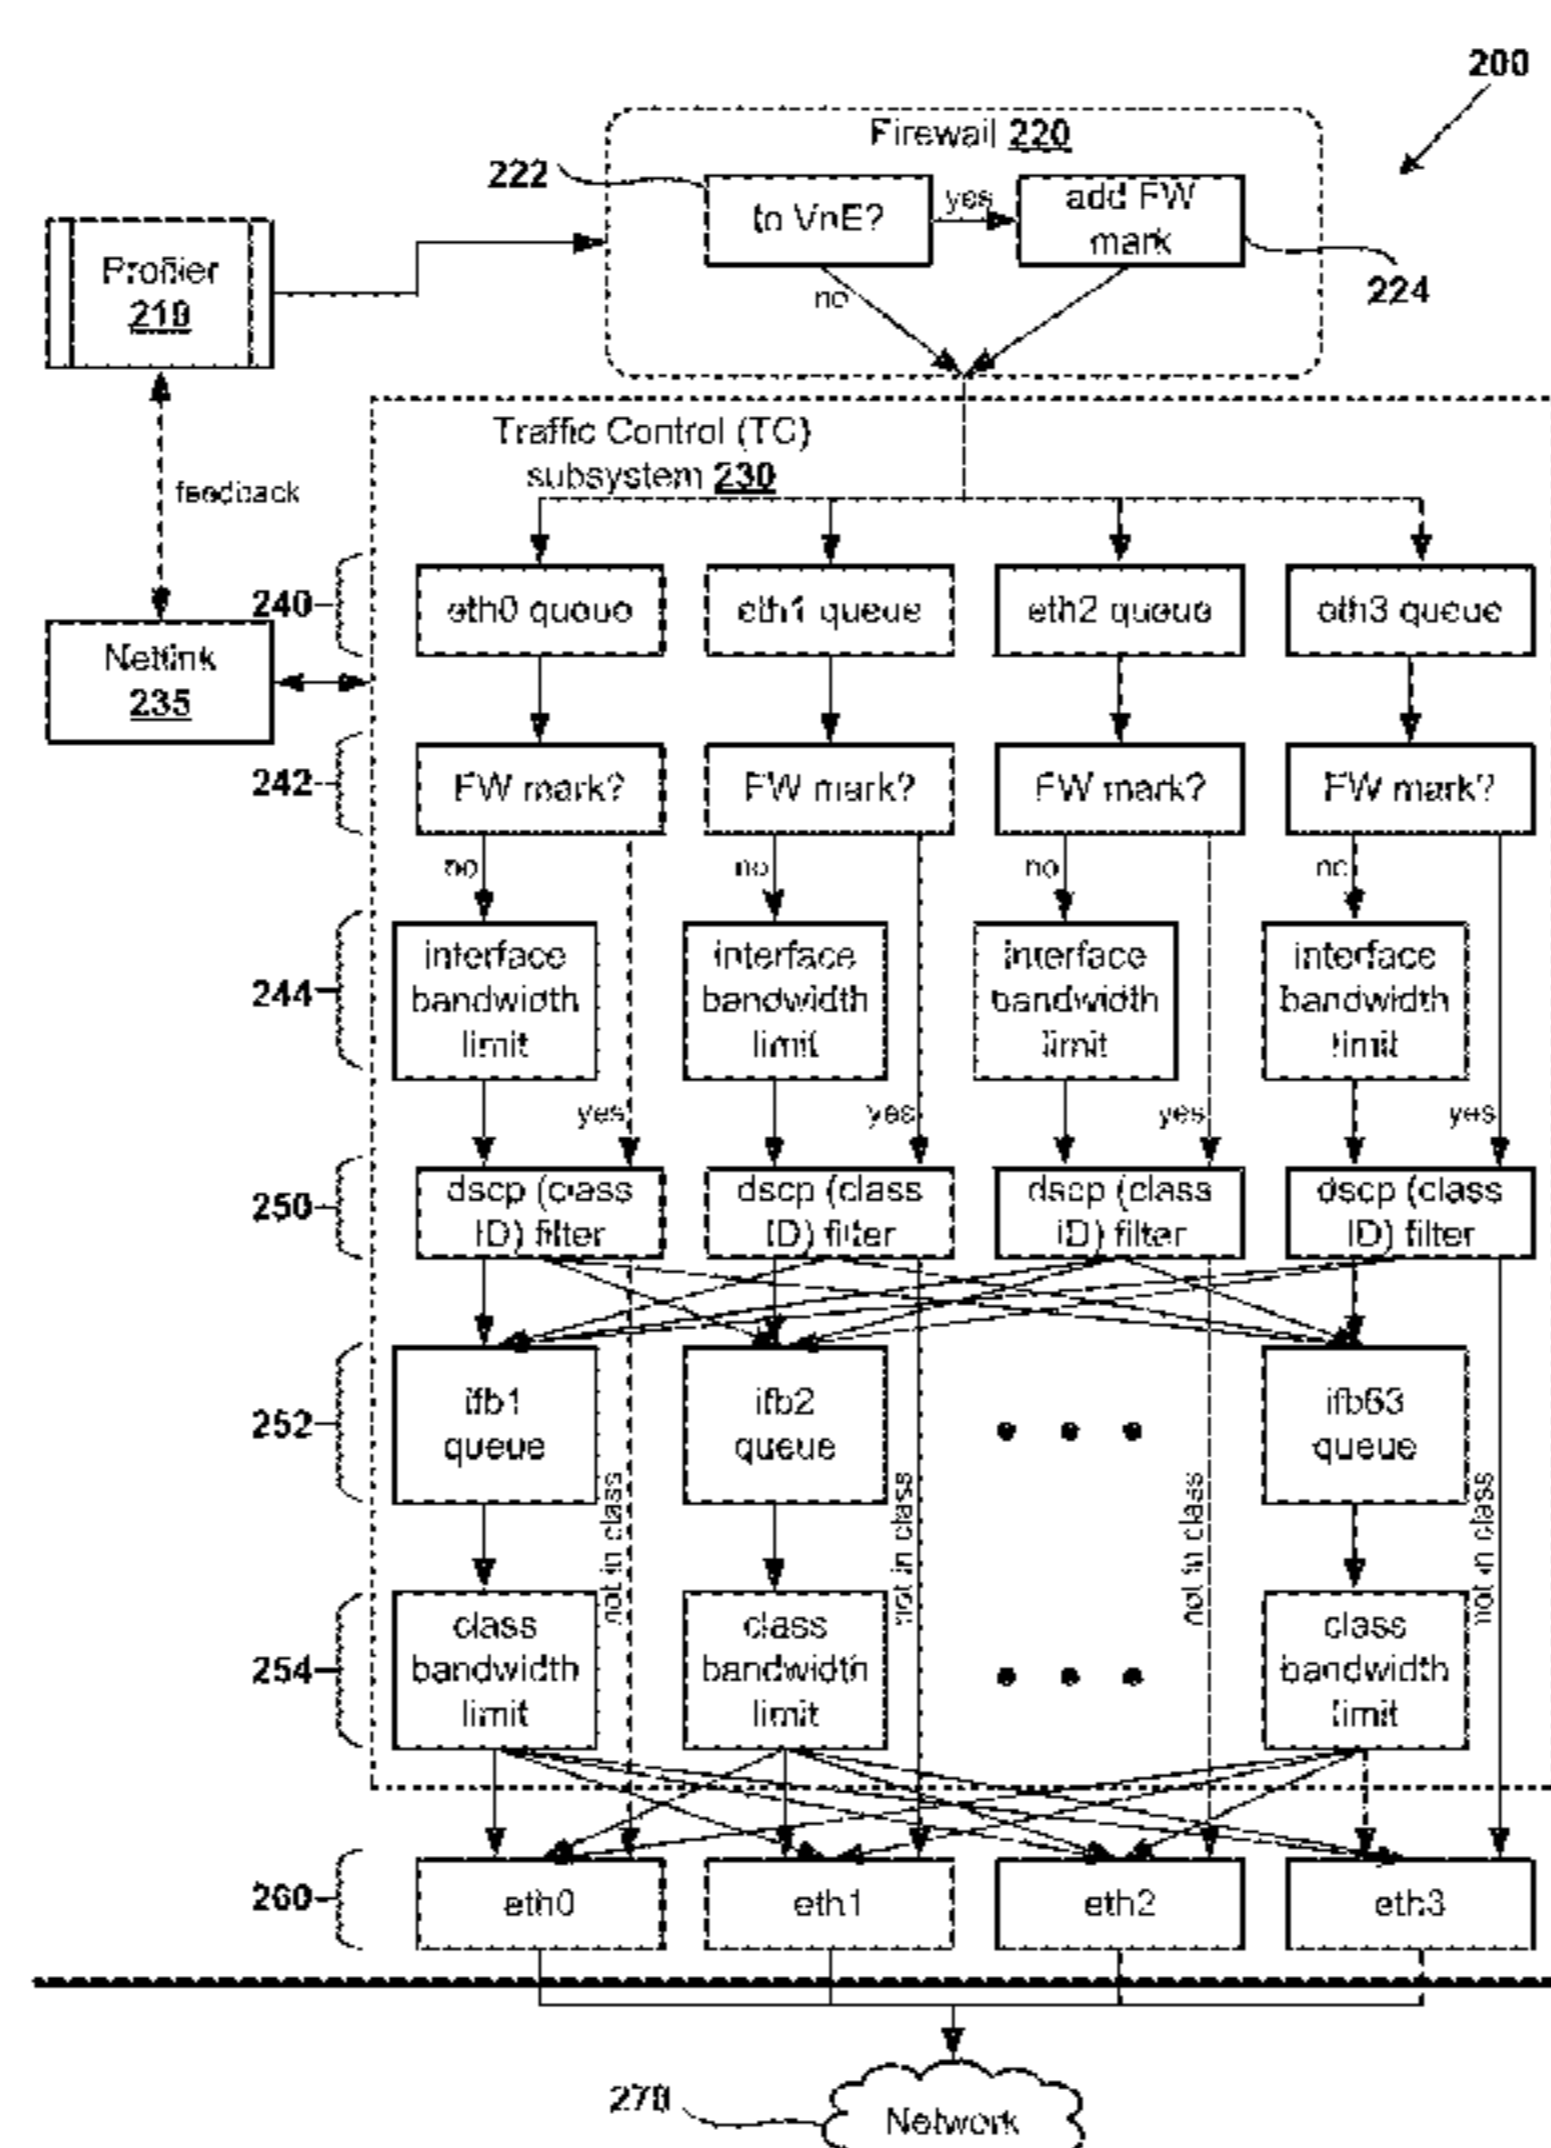 200
Firewall 220
222
to VnE?
yes
add FW
mark
no
224
Profiler
210
feedback
Traffic Control (TC)
subsystem 230
240
eth0 queue
eth1 queue
eth2 queue
eth3 queue
Netlink
235
242
FW mark?
FW mark?
FW mark?
FW mark?
no
no
no
no
244
interface
bandwidth
limit
interface
bandwidth
limit
interface
bandwidth
limit
interface
bandwidth
limit
yes
yes
yes
yes
250
dscp (class
ID) filter
dscp (class
ID) filter
dscp (class
ID) filter
dscp (class
ID) filter
252
ifb1
queue
ifb2
queue
• • •
ifb63
queue
not in class
not in class
not in class
not in class
254
class
bandwidth
limit
class
bandwidth
limit
• • •
class
bandwidth
limit
260
eth0
eth1
eth2
eth3
270
Network